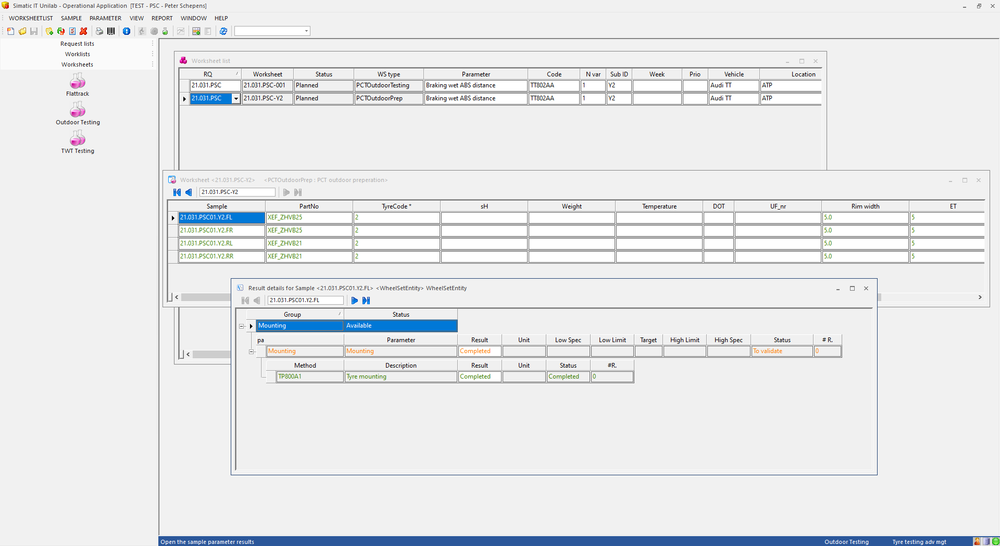 Simatic IT Unilab - Operational Application [TEST - PSC - Peter Schepens]
WORKSHEETLIST SAMPLE PARAMETER VIEW REPORT WINDOW HELP
Request lists
Worklists
Worksheets
Flattrack
Outdoor Testing
TWT Testing
Worksheet list
RQ Worksheet Status WS type Parameter Code N var Sub ID Week Prio Vehicle Location
21.031.PSC 21.031.PSC-001 Planned PCTOutdoorTesting Braking wet ABS distance TT802AA 1 Y2 Audi TT ATP
21.031.PSC 21.031.PSC-Y2 Planned PCTOutdoorPrep Braking wet ABS distance TT802AA 1 Y2 Audi TT ATP
Worksheet <21.031.PSC-Y2> <PCTOutdoorPrep : PCT outdoor preperation>
21.031.PSC-Y2
Sample PartNo TyreCode * sH Weight Temperature DOT UF_nr Rim width ET
21.031.PSC01.Y2.FL XEF_ZHVB25 2 5.0 5
21.031.PSC01.Y2.FR XEF_ZHVB25 2 5.0 5
21.031.PSC01.Y2.RL XEF_ZHVB21 2 5.0 5
21.031.PSC01.Y2.RR XEF_ZHVB21 2 5.0 5
Result details for Sample <21.031.PSC01.Y2.FL> <WheelSetEntity> WheelSetEntity
21.031.PSC01.Y2.FL
Group Status
Mounting Available
pa Parameter Result Unit Low Spec Low Limit Target High Limit High Spec Status # R.
Mounting Mounting Completed To validate 0
Method Description Result Unit Status #R.
TP800A1 Tyre mounting Completed Completed 0
Open the sample parameter results Outdoor Testing Tyre testing adv mgt